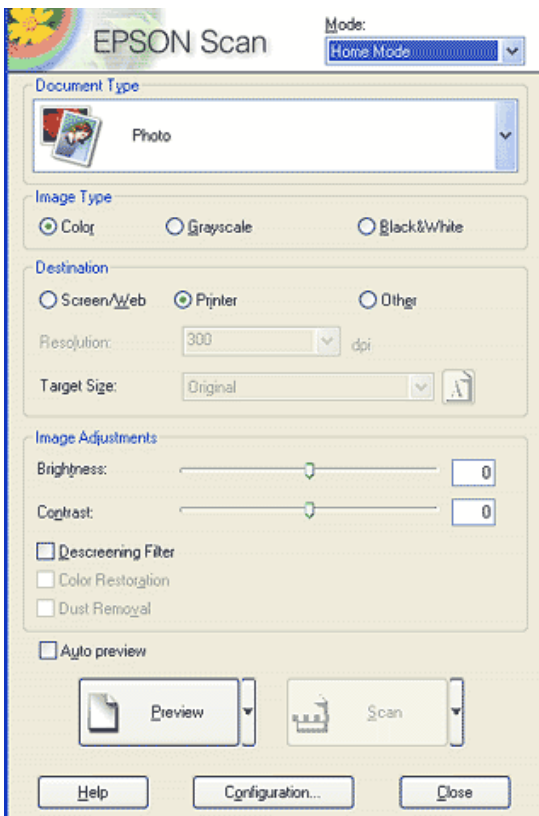 EPSON Scan
Mode:
Home Mode
Document Type
Photo
Image Type
Color Grayscale Black&White
Destination
Screen/Web Printer Other
Resolution: 300 dpi
Target Size: Original
Image Adjustments
Brightness: 0
Contrast: 0
Descreening Filter
Color Restoration
Dust Removal
Auto preview
Preview Scan
Help Configuration... Close